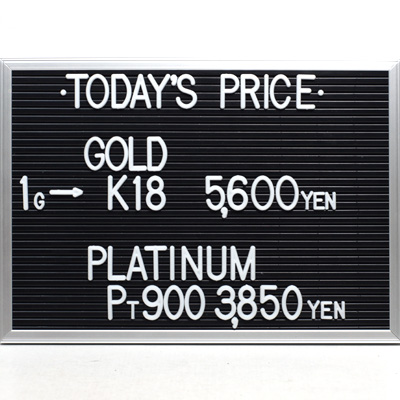 ·TODAY'S PRICE·
GOLD
1G→ K18 5,600YEN
PLATINUM
PT900 3,850YEN